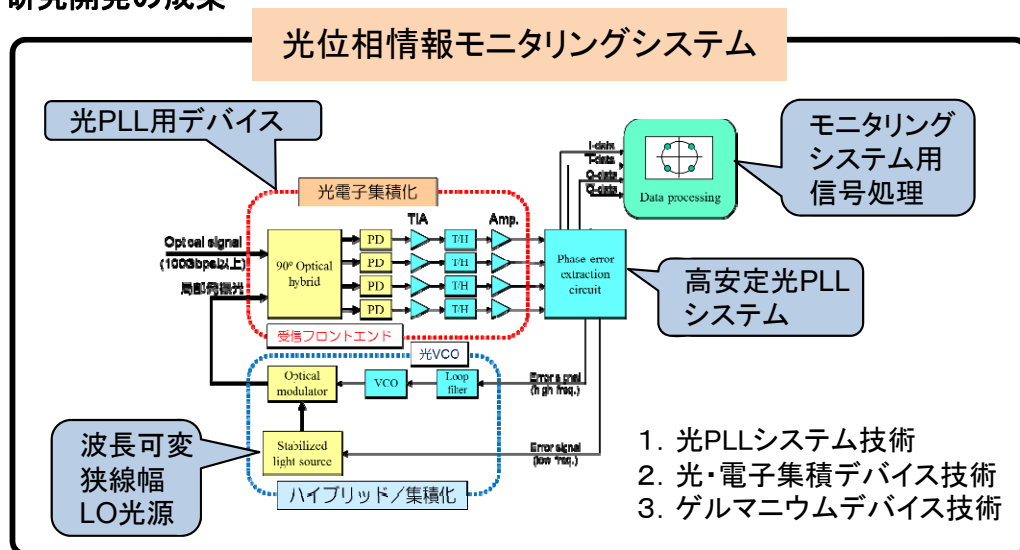 研究開発の成果
光位相情報モニタリングシステム
光PLL用デバイス
モニタリング
システム用
信号処理
I-data
I-data
Q-data
Q-data
Data processing
光電子集積化
TIA
Amp.
Optical signal
(100Gbps以上)
局部発振光
90° Optical
hybrid
PD
T/H
PD
T/H
PD
T/H
PD
T/H
Phase error
extraction
circuit
高安定光PLL
システム
受信フロントエンド
光VCO
Optical
modulator
VCO
Loop
filter
Error signal
(high freq.)
波長可変
狭線幅
LO光源
Stabilized
light source
Error signal
(low freq.)
ハイブリッド／集積化
1. 光PLLシステム技術
2. 光・電子集積デバイス技術
3. ゲルマニウムデバイス技術